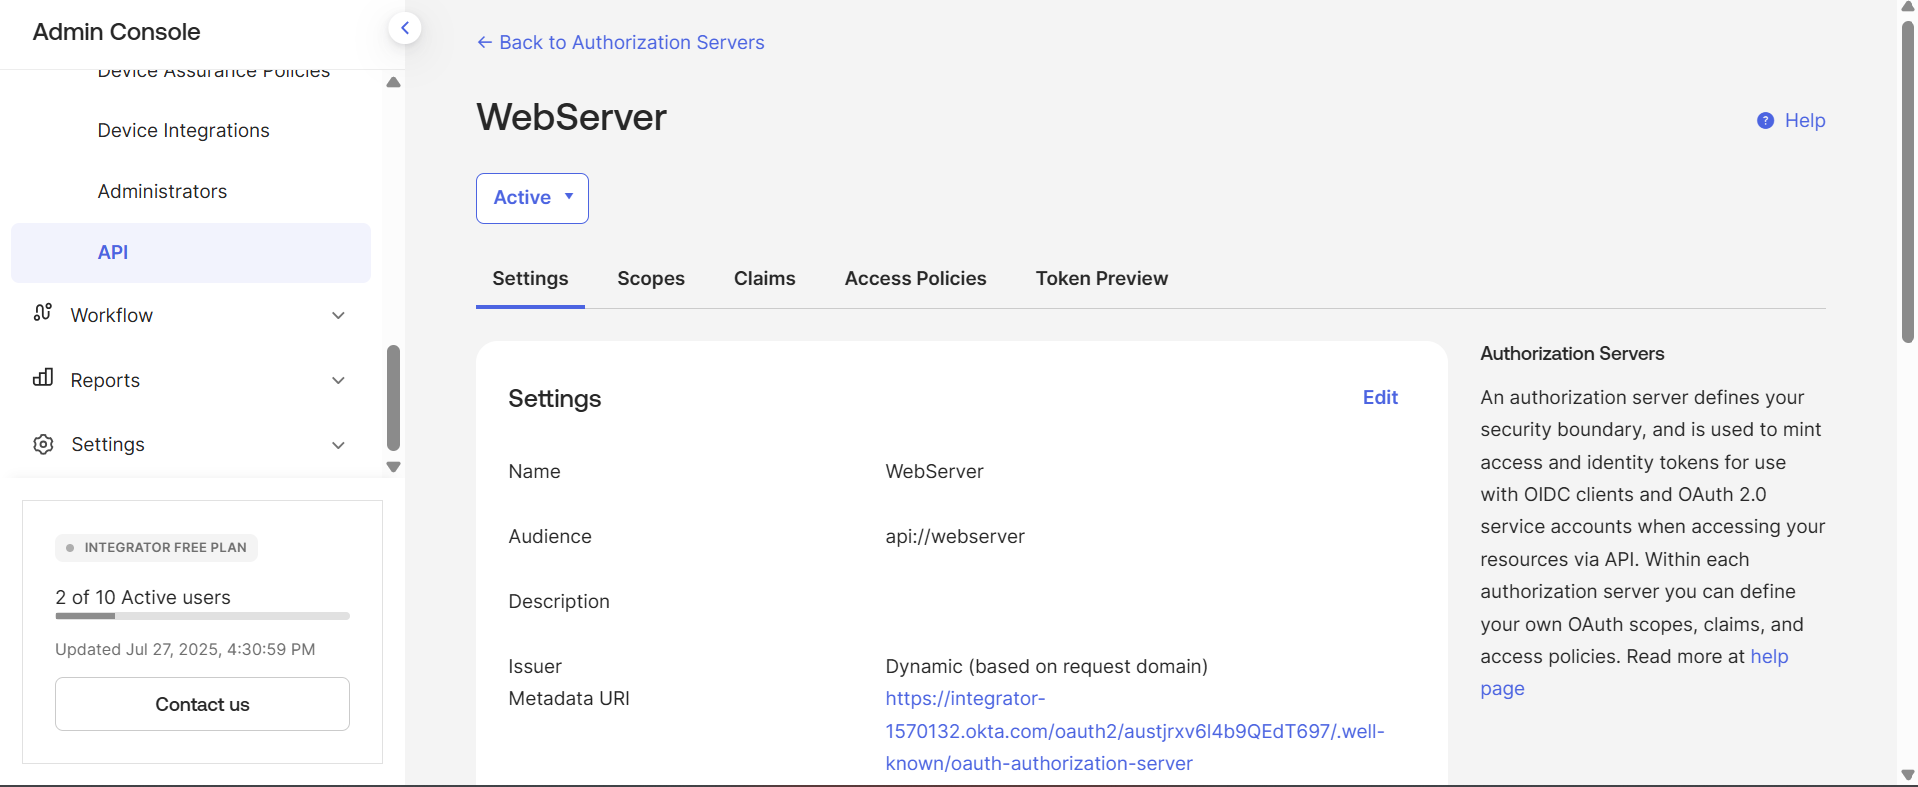 Admin Console
Device Assurance Policies
Device Integrations
Administrators
API
Workflow
Reports
Settings
INTEGRATOR FREE PLAN
2 of 10 Active users
Updated Jul 27, 2025, 4:30:59 PM
Contact us
← Back to Authorization Servers
WebServer
? Help
Active
Settings Scopes Claims Access Policies Token Preview
Settings Edit
Name WebServer
Audience api://webserver
Description
Issuer Dynamic (based on request domain)
Metadata URI https://integrator-
1570132.okta.com/oauth2/austjrxv6l4b9QEdT697/.well-
known/oauth-authorization-server
Authorization Servers
An authorization server defines your
security boundary, and is used to mint
access and identity tokens for use
with OIDC clients and OAuth 2.0
service accounts when accessing your
resources via API. Within each
authorization server you can define
your own OAuth scopes, claims, and
access policies. Read more at help
page